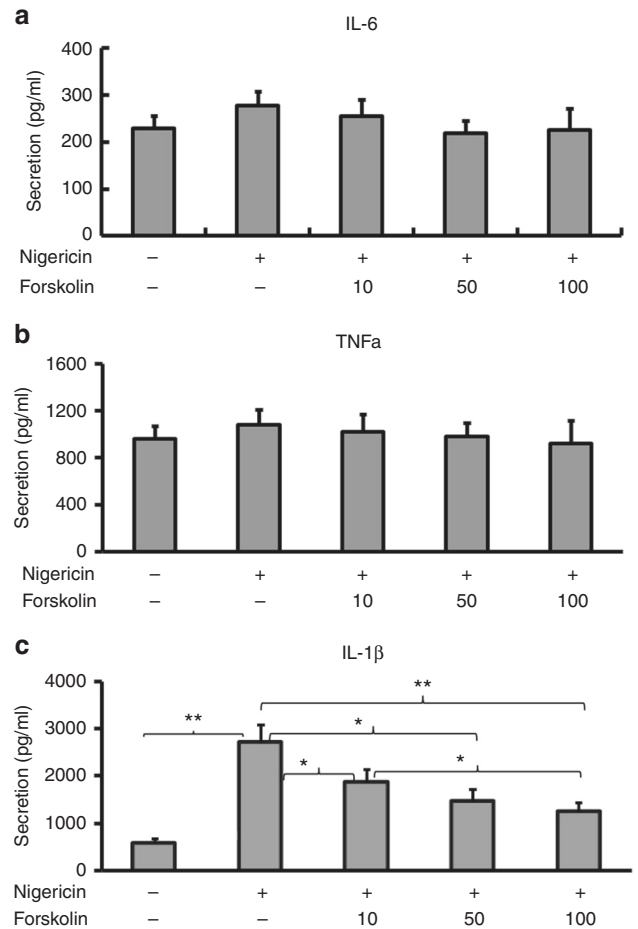 a
IL-6
Secretion (pg/ml)
400
300
200
100
0
Nigericin – + + + +
Forskolin – – 10 50 100
b
TNFa
Secretion (pg/ml)
1600
1200
800
400
0
Nigericin – + + + +
Forskolin – – 10 50 100
c
IL-1β
Secretion (pg/ml)
4000
3000
2000
1000
0
**
**
*
*
*
Nigericin – + + + +
Forskolin – – 10 50 100